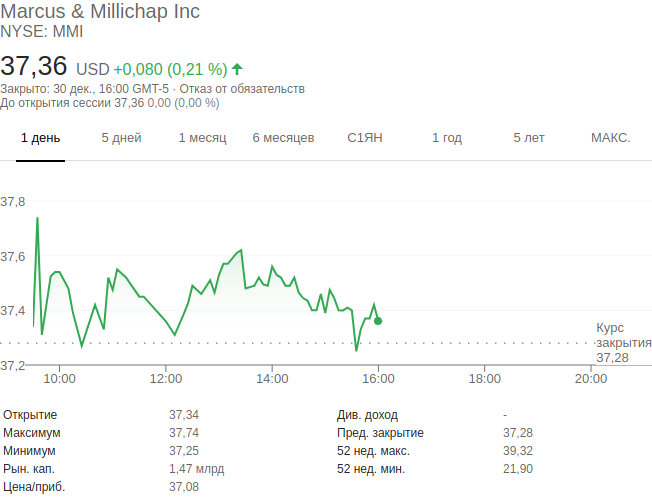 Marcus & Millichap Inc
NYSE: MMI
37,36 USD +0,080 (0,21 %)
Закрыто: 30 дек., 16:00 GMT-5 · Отказ от обязательств
До открытия сессии 37,36 0,00 (0,00 %)
1 день 5 дней 1 месяц 6 месяцев С1ЯН 1 год 5 лет МАКС.
37,8
37,6
37,4
37,2
Курс
закрытия
37,28
10:00 12:00 14:00 16:00 18:00 20:00
Открытие 37,34 Див. доход -
Максимум 37,74 Пред. закрытие 37,28
Минимум 37,25 52 нед. макс. 39,32
Рын. кап. 1,47 млрд 52 нед. мин. 21,90
Цена/приб. 37,08